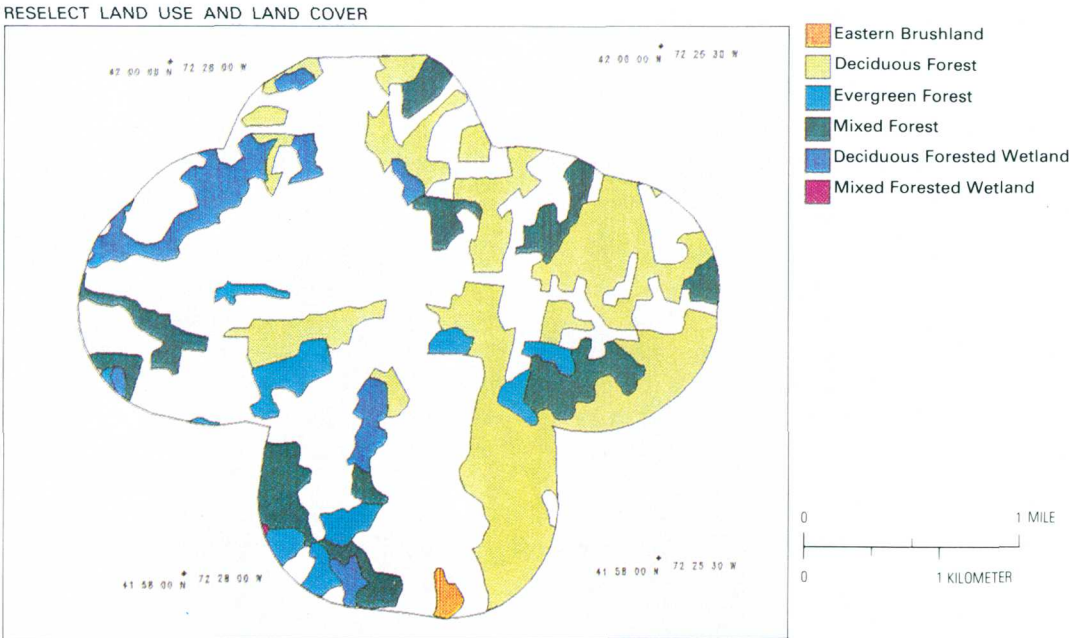 RESELECT LAND USE AND LAND COVER
42 00 00 N 72 28 00 W
42 00 00 N 72 25 30 W
41 58 00 N 72 28 00 W
41 58 00 N 72 25 30 W
Eastern Brushland
Deciduous Forest
Evergreen Forest
Mixed Forest
Deciduous Forested Wetland
Mixed Forested Wetland
0 1 MILE
0 1 KILOMETER